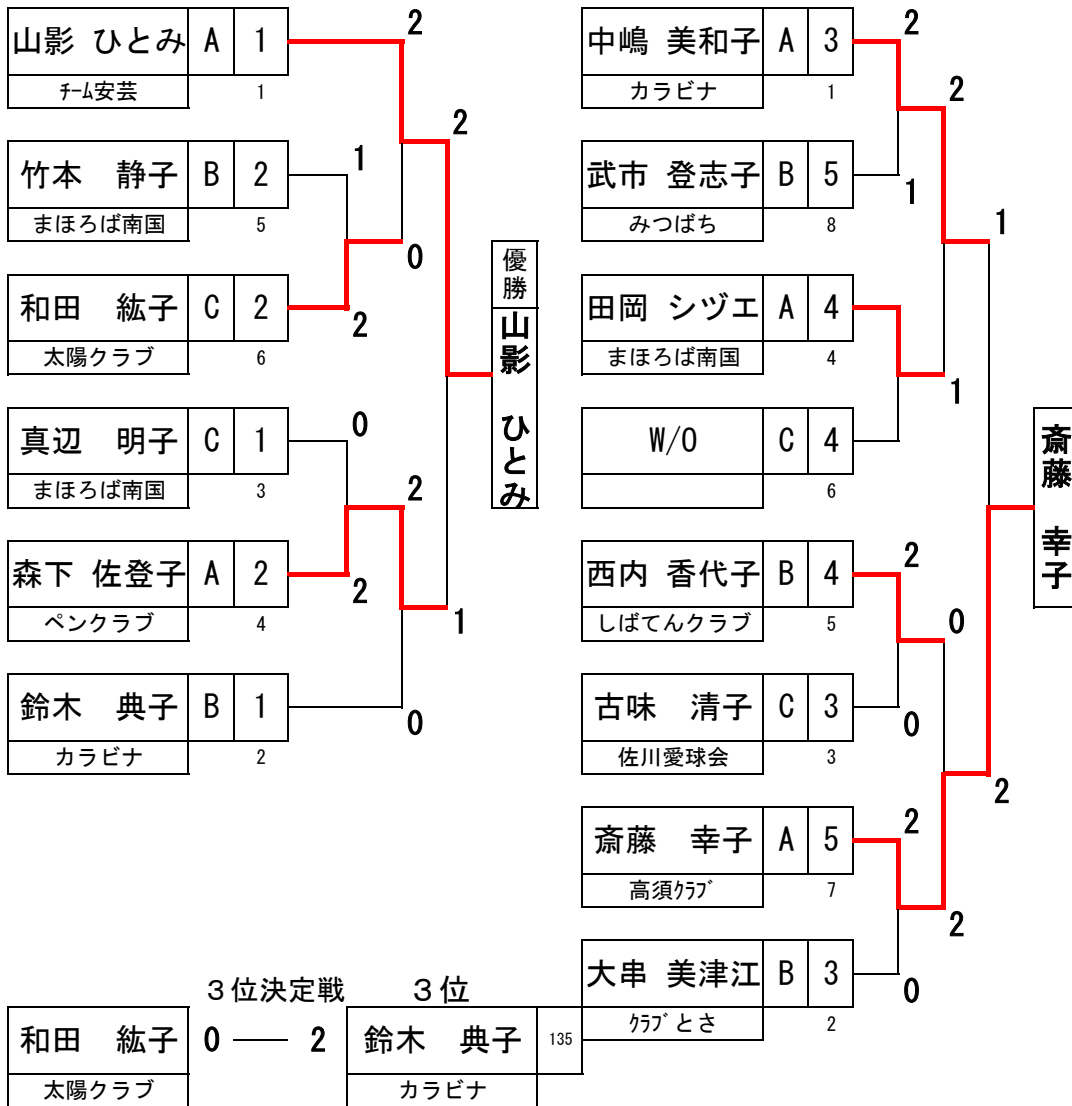 山影 ひとみ A 1
チーム安芸 1
2
竹本 静子 B 2
まほろば南国 5
1
和田 紘子 C 2
太陽クラブ 6
2
0
2
真辺 明子 C 1
まほろば南国 3
0
森下 佐登子 A 2
ペンクラブ 4
2
2
鈴木 典子 B 1
カラビナ 2
0
1
優勝
山影 ひとみ
中嶋 美和子 A 3
カラビナ 1
2
武市 登志子 B 5
みつばち 8
1
2
田岡 シヅエ A 4
まほろば南国 4
W/O C 4
6
1
1
西内 香代子 B 4
しばてんクラブ 5
2
古味 清子 C 3
佐川愛球会 3
0
0
斎藤 幸子 A 5
高須クラブ 7
2
大串 美津江 B 3
クラブとさ 2
0
2
2
斎藤 幸子
3位決定戦 3位
和田 紘子 0 2 鈴木 典子 135
太陽クラブ カラビナ